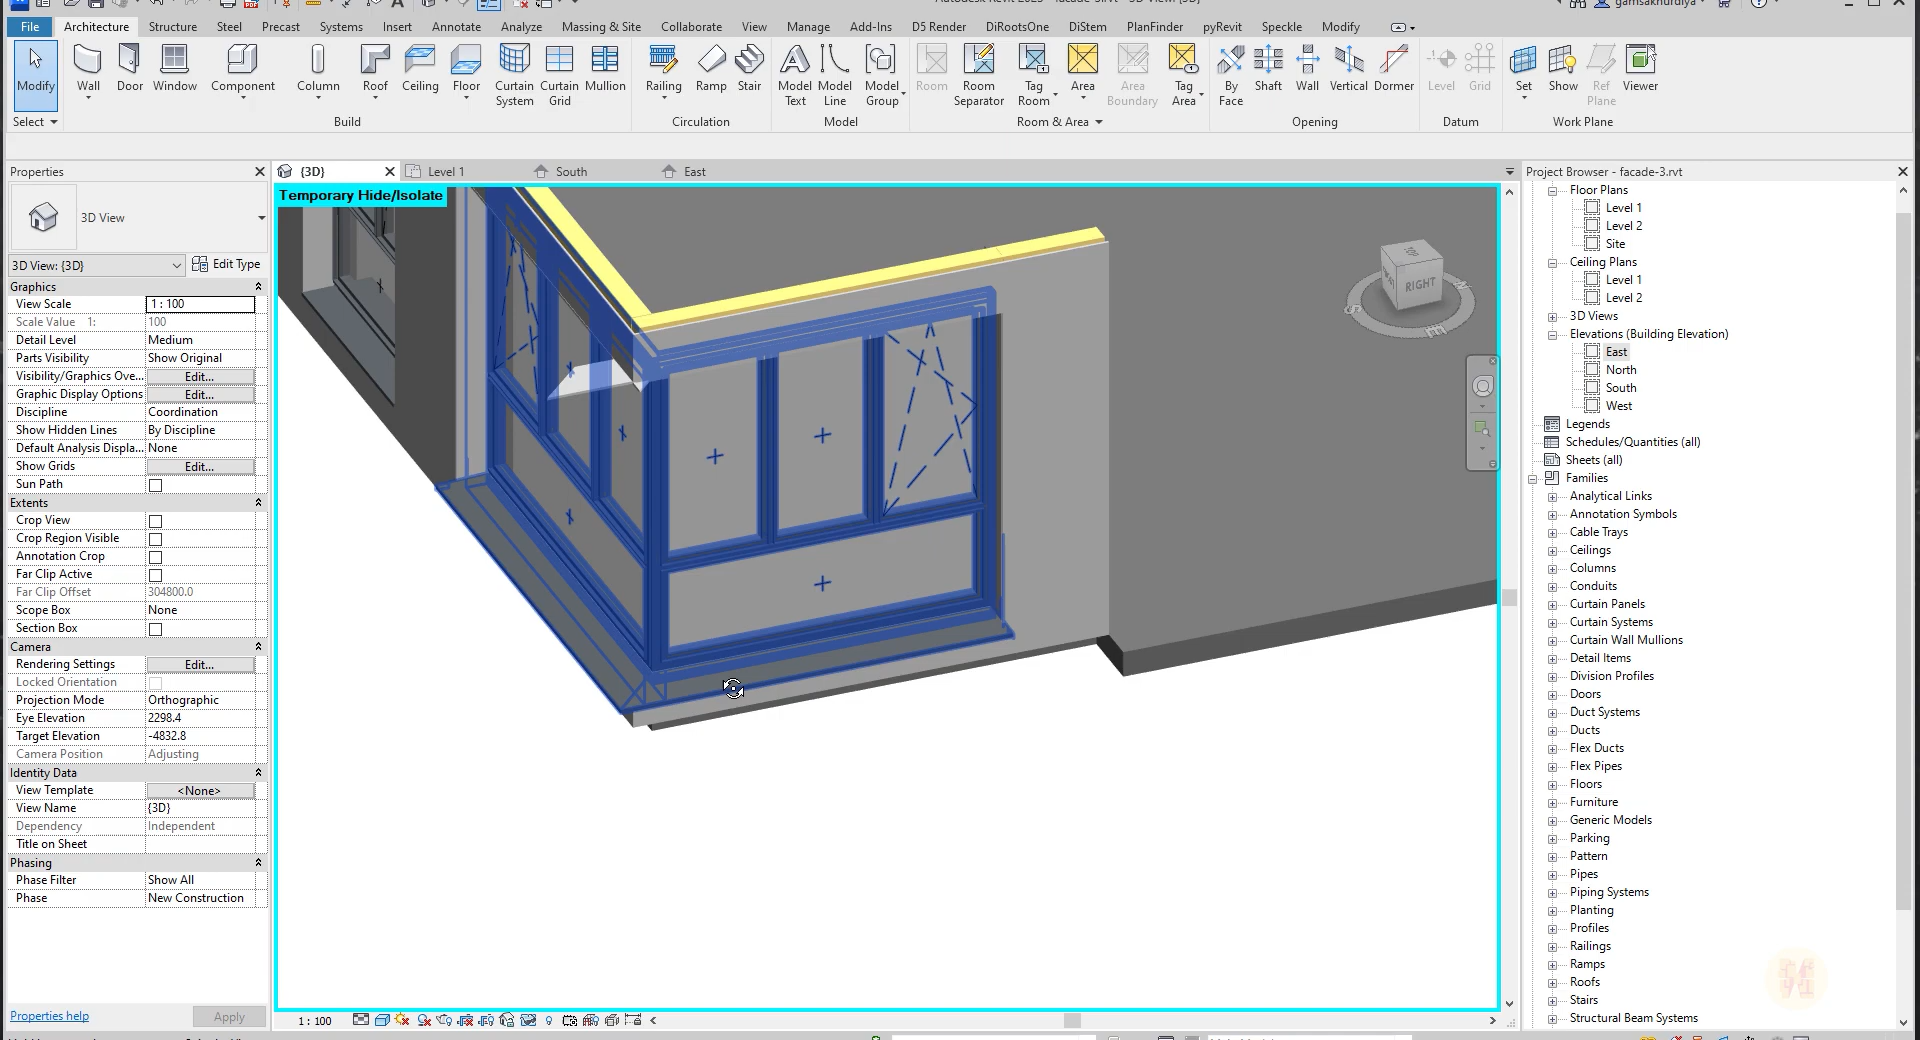 Autodesk Revit 2023 - facade-3.rvt - 3D View: {3D}
gamsakhurdiya
File Architecture Structure Steel Precast Systems Insert Annotate Analyze Massing & Site Collaborate View Manage Add-Ins D5 Render DiRootsOne DiStem PlanFinder pyRevit Speckle Modify
Modify Wall Door Window Component Column Roof Ceiling Floor Curtain System Curtain Grid Mullion Railing Ramp Stair Model Text Model Line Model Group Room Room Separator Tag Room Area Area Boundary Tag Area By Face Shaft Wall Vertical Dormer Level Grid Set Show Ref Plane Viewer
Select Build Circulation Model Room & Area Opening Datum Work Plane
Properties
3D View
3D View: {3D} Edit Type
Graphics
View Scale 1 : 100
Scale Value 1: 100
Detail Level Medium
Parts Visibility Show Original
Visibility/Graphics Ove... Edit...
Graphic Display Options Edit...
Discipline Coordination
Show Hidden Lines By Discipline
Default Analysis Displa... None
Show Grids Edit...
Sun Path
Extents
Crop View
Crop Region Visible
Annotation Crop
Far Clip Active
Far Clip Offset 304800.0
Scope Box None
Section Box
Camera
Rendering Settings Edit...
Locked Orientation
Projection Mode Orthographic
Eye Elevation 2298.4
Target Elevation -4832.8
Camera Position Adjusting
Identity Data
View Template <None>
View Name {3D}
Dependency Independent
Title on Sheet
Phasing
Phase Filter Show All
Phase New Construction
Properties help Apply
{3D} Level 1 South East
Temporary Hide/Isolate
TOP
RIGHT
1 : 100
Project Browser - facade-3.rvt
Floor Plans
Level 1
Level 2
Site
Ceiling Plans
Level 1
Level 2
3D Views
Elevations (Building Elevation)
East
North
South
West
Legends
Schedules/Quantities (all)
Sheets (all)
Families
Analytical Links
Annotation Symbols
Cable Trays
Ceilings
Columns
Conduits
Curtain Panels
Curtain Systems
Curtain Wall Mullions
Detail Items
Division Profiles
Doors
Duct Systems
Ducts
Flex Ducts
Flex Pipes
Floors
Furniture
Generic Models
Parking
Pattern
Pipes
Piping Systems
Planting
Profiles
Railings
Ramps
Roofs
Stairs
Structural Beam Systems